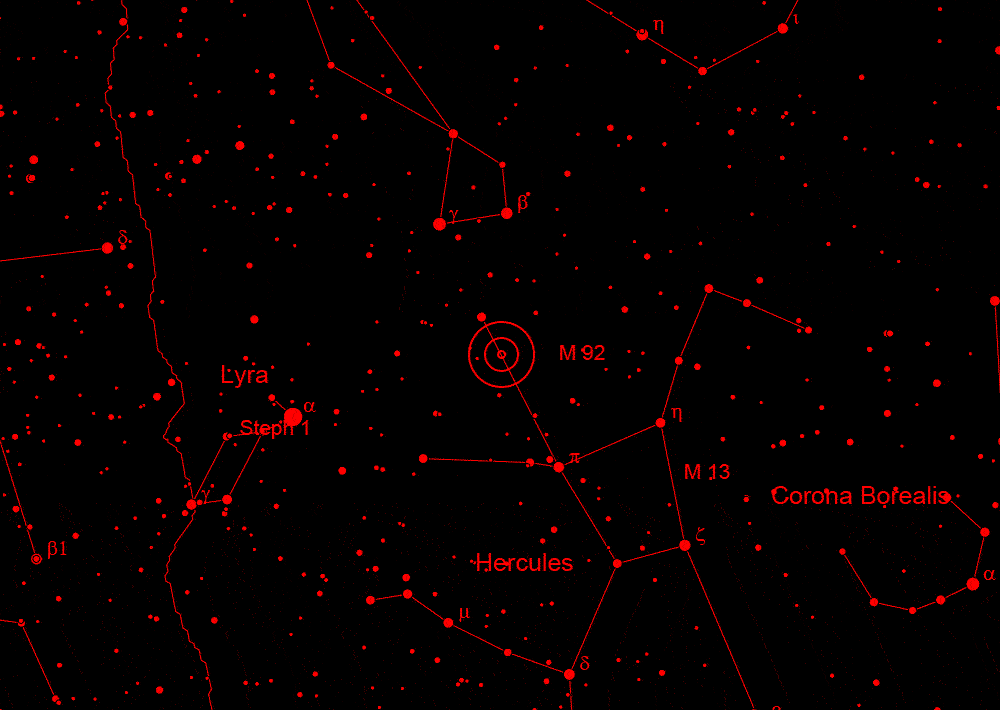 η
ι
β
γ
δ
M 92
Lyra
α
η
Steph 1
π
M 13
γ
Corona Borealis
ζ
β1
Hercules
α
μ
δ